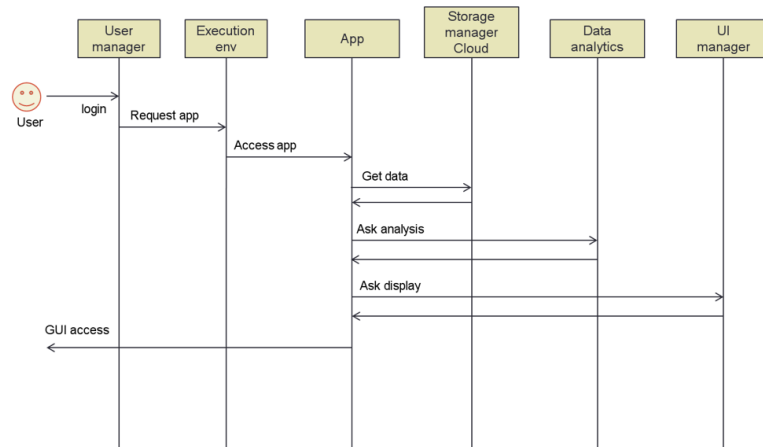 User
manager
Execution
env
App
Storage
manager
Cloud
Data
analytics
UI
manager
login
User
Request app
Access app
Get data
Ask analysis
Ask display
GUI access